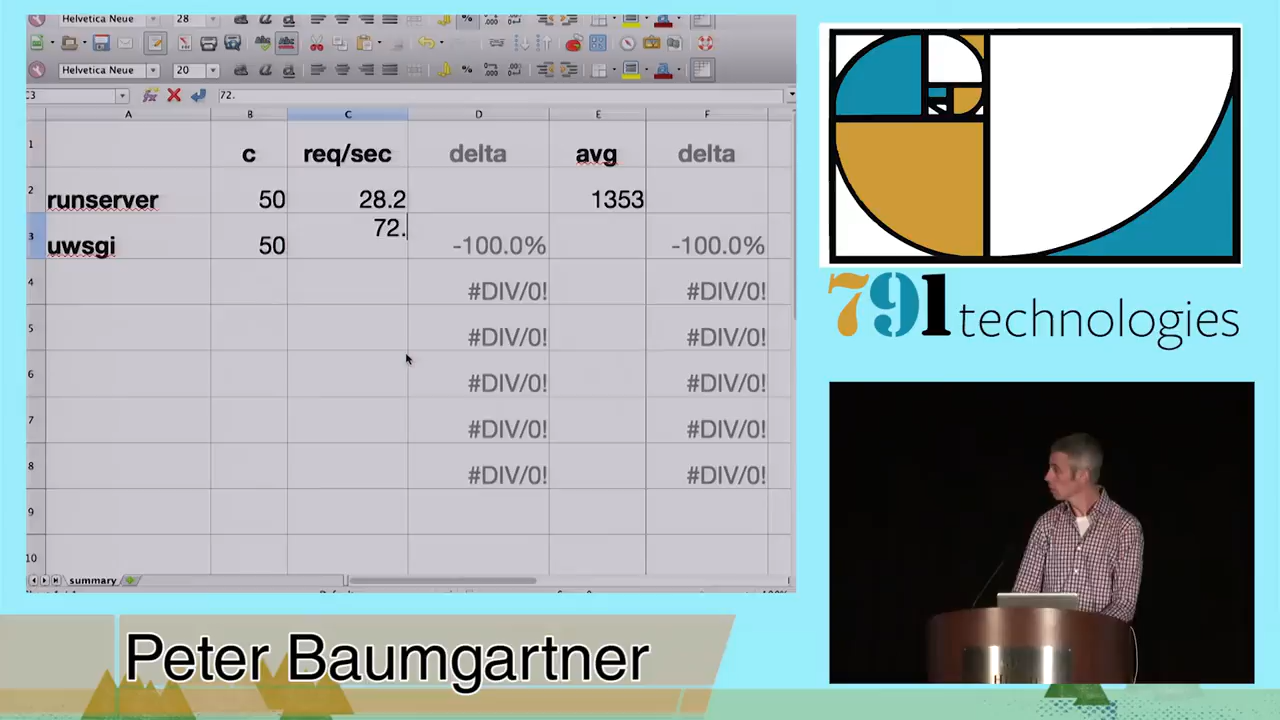 Helvetica Neue 28
Helvetica Neue 20
C3 72.
A B C D E F
1 c req/sec delta avg delta
2 runserver 50 28.2 1353
3 uwsgi 50 72. -100.0% -100.0%
4 #DIV/0! #DIV/0!
5 #DIV/0! #DIV/0!
6 #DIV/0! #DIV/0!
7 #DIV/0! #DIV/0!
8 #DIV/0! #DIV/0!
9
10
summary
791 technologies
Peter Baumgartner